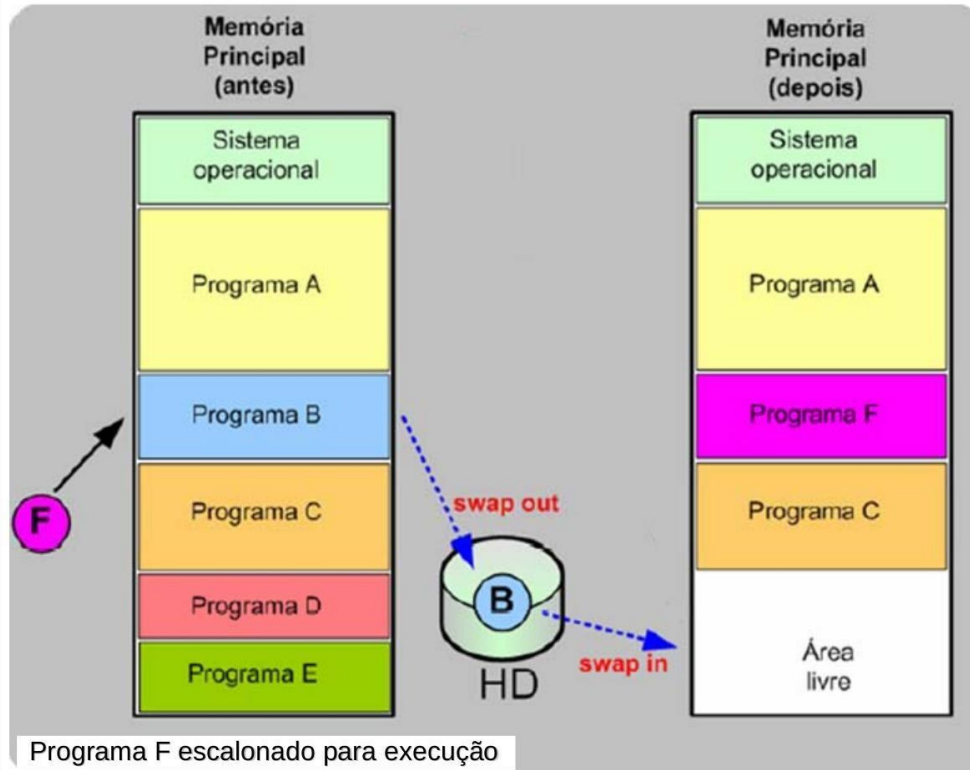 Memória
Principal
(antes)
Sistema
operacional
Programa A
Programa B
Programa C
Programa D
Programa E
F
swap out
B
swap in
HD
Memória
Principal
(depois)
Sistema
operacional
Programa A
Programa F
Programa C
Área
livre
Programa F escalonado para execução